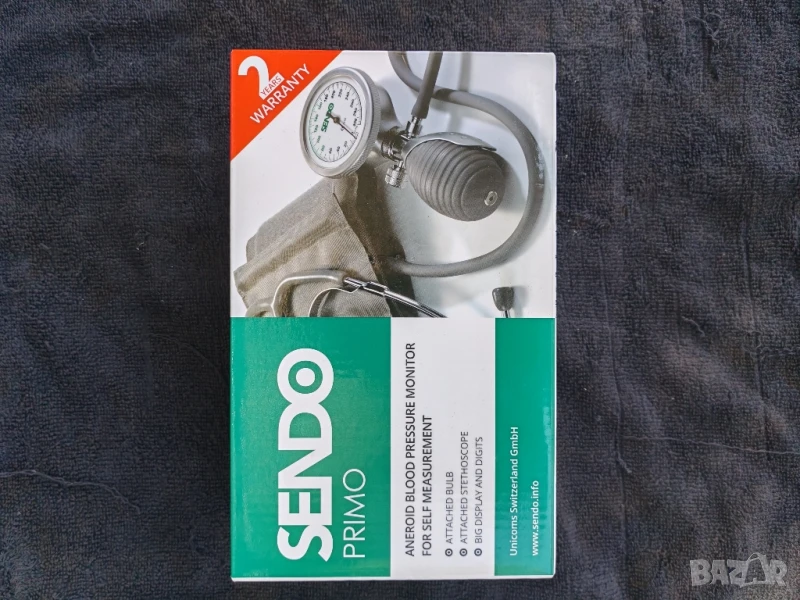 2
YEARS
WARRANTY
SENDO
SENDO
PRIMO
ANEROID BLOOD PRESSURE MONITOR
FOR SELF MEASUREMENT
ATTACHED BULB
ATTACHED STETHOSCOPE
BIG DISPLAY AND DIGITS
Unicoms Switzerland GmbH
www.sendo.info
BAZAR